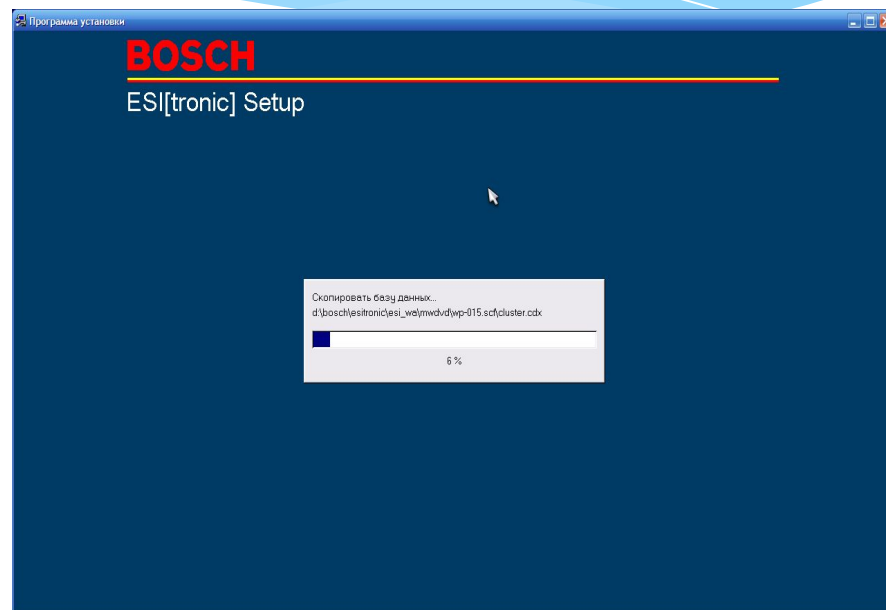 Программа установки
BOSCH
ESI[tronic] Setup
Скопировать базу данных...
d:\bosch\esitronic\esi_wa\mwdvd\wp-015.scf\cluster.cdx
6 %